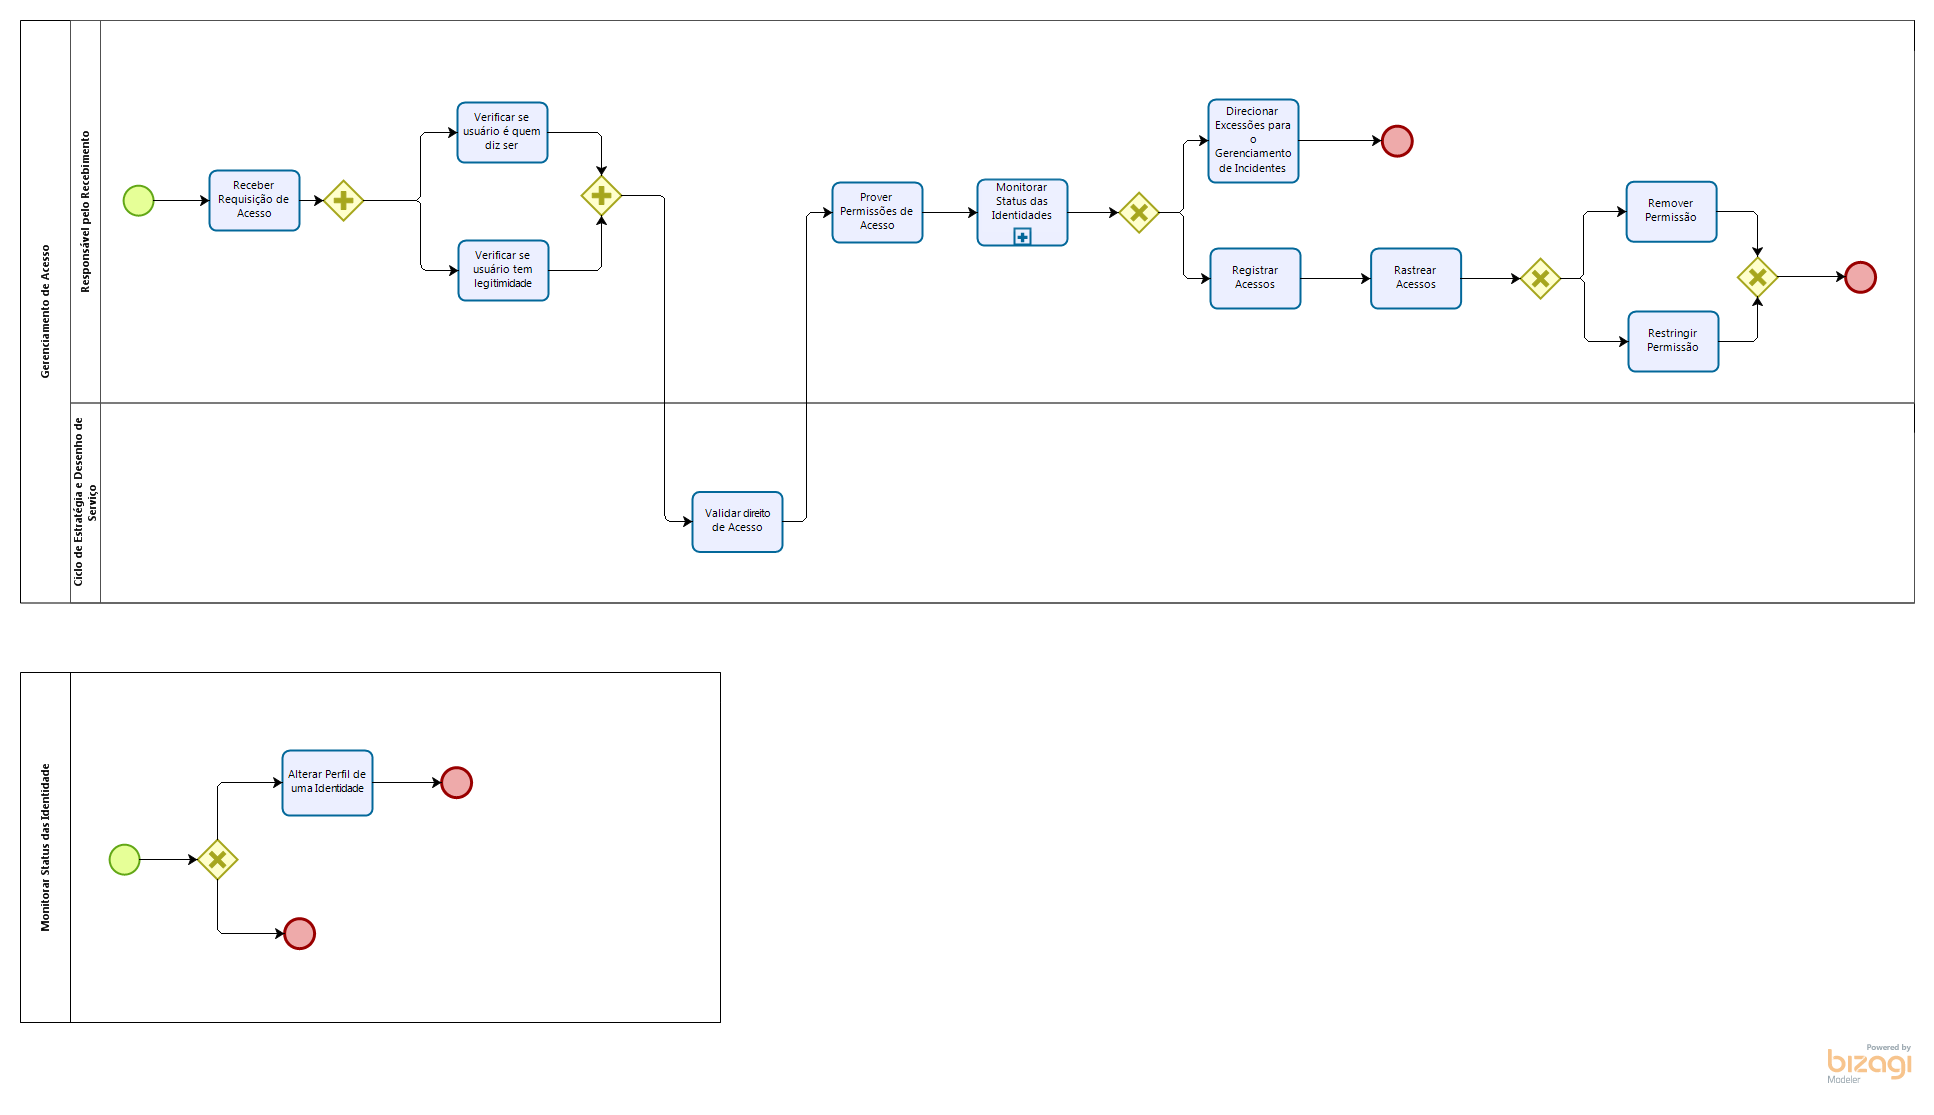 Gerenciamento de Acesso
Responsável pelo Recebimento
Receber
Requisição de
Acesso
Verificar se
usuário é quem
diz ser
Verificar se
usuário tem
legitimidade
Prover
Permissões de
Acesso
Monitorar
Status das
Identidades
Direcionar
Excessões para
o
Gerenciamento
de Incidentes
Registrar
Acessos
Rastrear
Acessos
Remover
Permissão
Restringir
Permissão
Ciclo de Estratégia e Desenho de
Serviço
Validar direito
de Acesso
Monitorar Status das Identidade
Alterar Perfil de
uma Identidade
Powered by
bizagi
Modeler